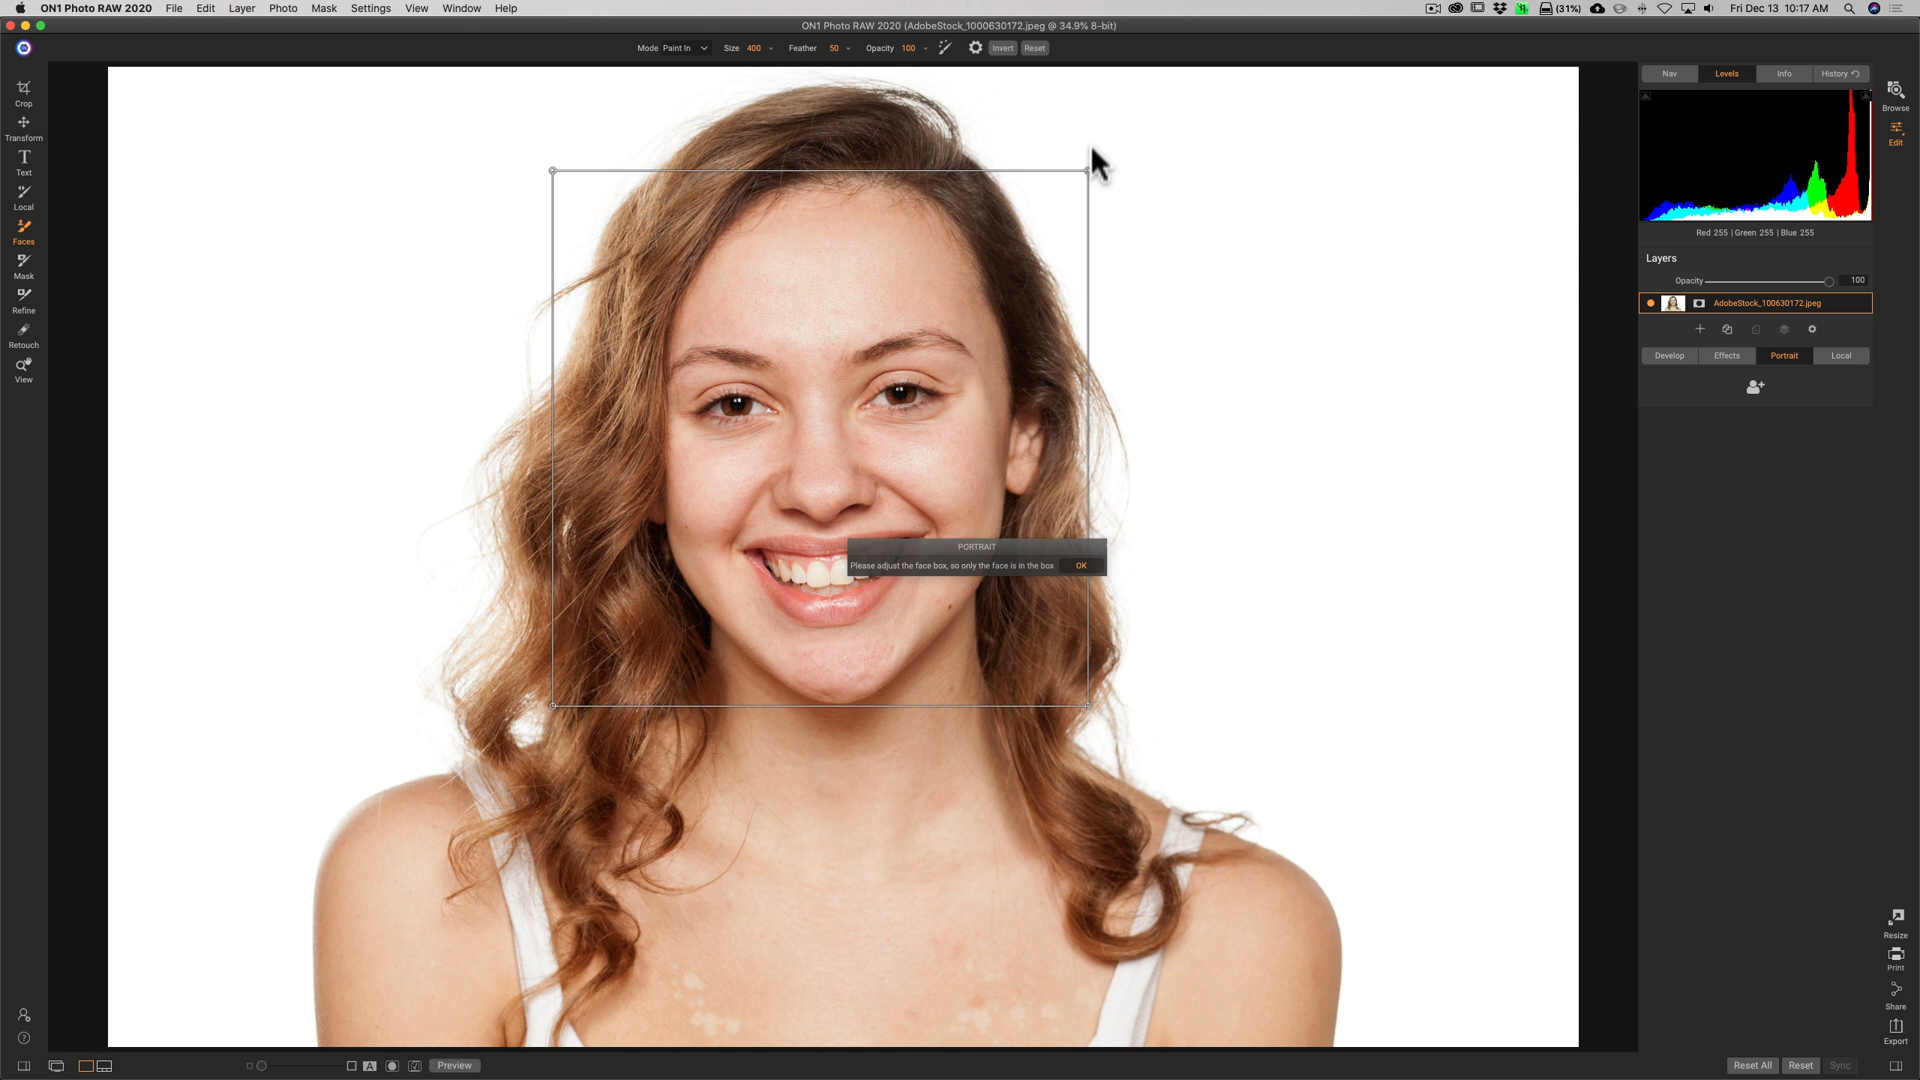 ON1 Photo RAW 2020 File Edit Layer Photo Mask Settings View Window Help (31%) Fri Dec 13 10:17 AM
ON1 Photo RAW 2020 (AdobeStock_1000630172.jpeg @ 34.9% 8-bit)
Mode Paint In Size 400 Feather 50 Opacity 100 Invert Reset
Crop
Transform
Text
Local
Faces
Mask
Refine
Retouch
View
PORTRAIT
Please adjust the face box, so only the face is in the box OK
Nav Levels Info History
Red 255 | Green 255 | Blue 255
Layers
Opacity 100
AdobeStock_100630172.jpeg
Develop Effects Portrait Local
Browse
Edit
Resize
Print
Share
Export
A Preview
Reset All Reset Sync